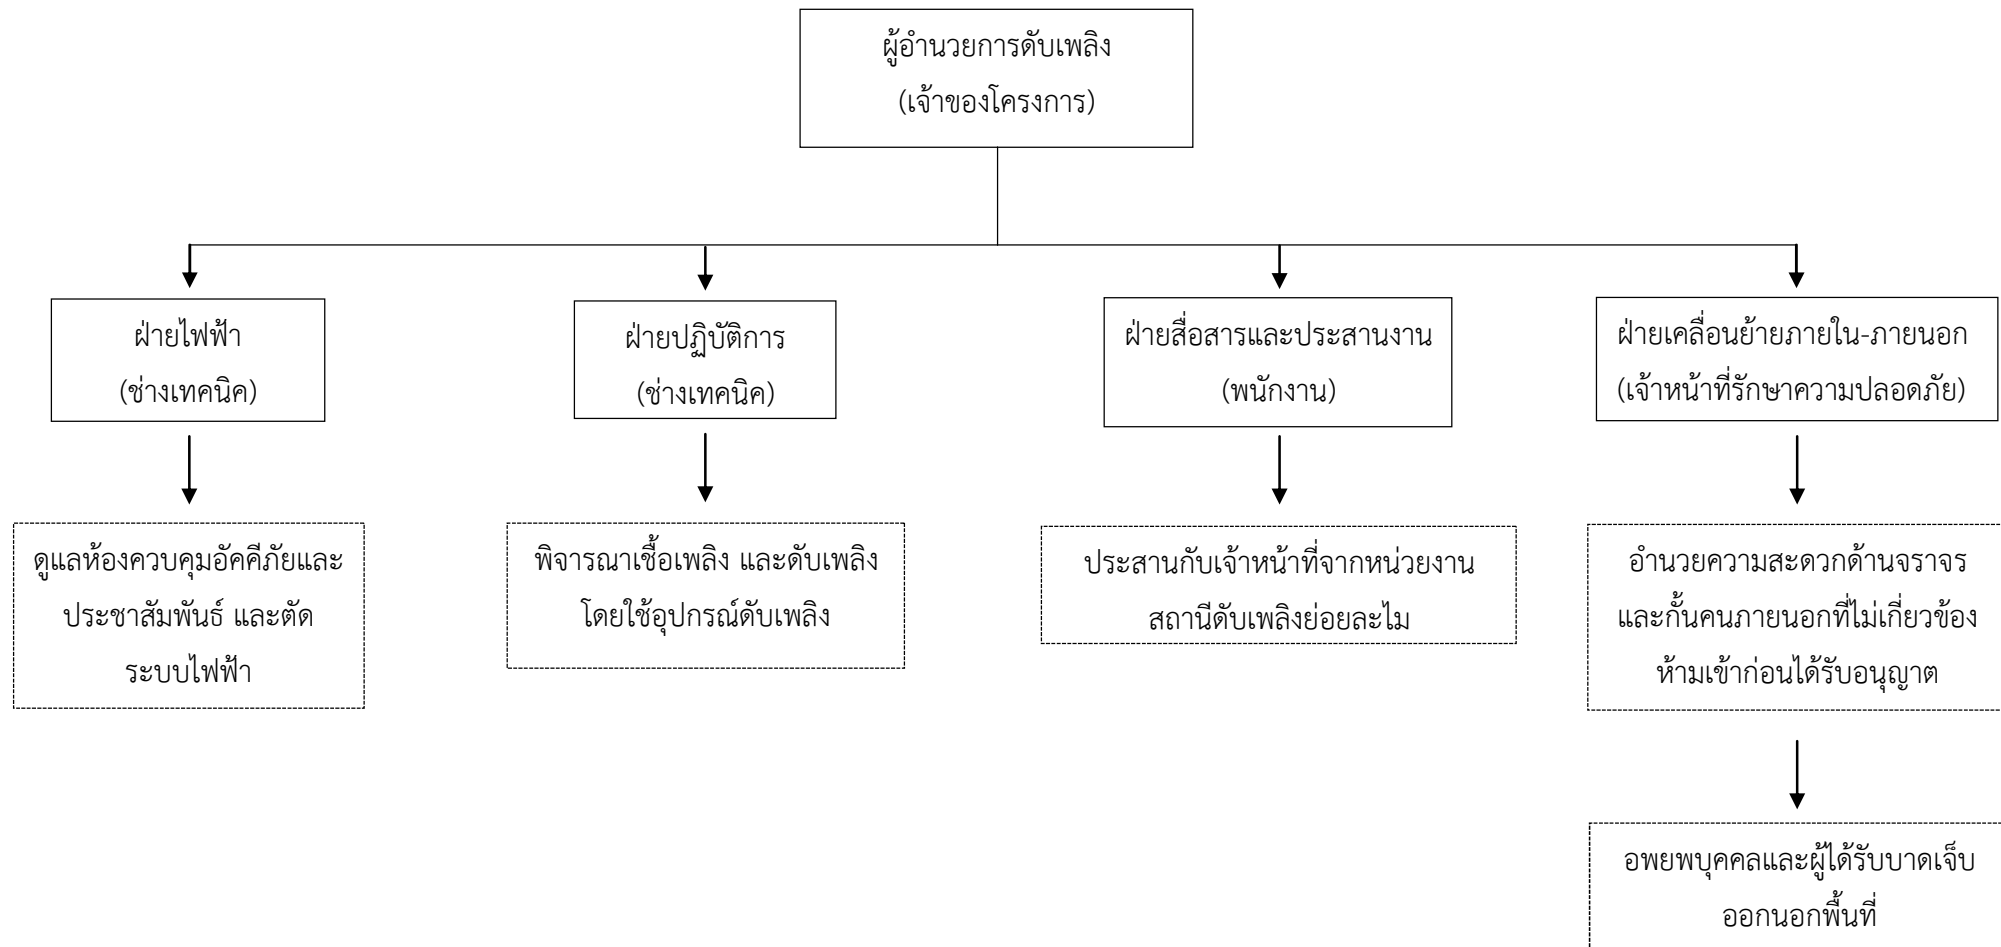 ผู้อำนวยการดับเพลิง
(เจ้าของโครงการ)
ฝ่ายไฟฟ้า
(ช่างเทคนิค)
ฝ่ายปฏิบัติการ
(ช่างเทคนิค)
ฝ่ายสื่อสารและประสานงาน
(พนักงาน)
ฝ่ายเคลื่อนย้ายภายใน-ภายนอก
(เจ้าหน้าที่รักษาความปลอดภัย)
ดูแลห้องควบคุมอัคคีภัยและ
ประชาสัมพันธ์ และตัด
ระบบไฟฟ้า
พิจารณาเชื้อเพลิง และดับเพลิง
โดยใช้อุปกรณ์ดับเพลิง
ประสานกับเจ้าหน้าที่จากหน่วยงาน
สถานีดับเพลิงย่อยละไม
อำนวยความสะดวกด้านจราจร
และกั้นคนภายนอกที่ไม่เกี่ยวข้อง
ห้ามเข้าก่อนได้รับอนุญาต
อพยพบุคคลและผู้ได้รับบาดเจ็บ
ออกนอกพื้นที่